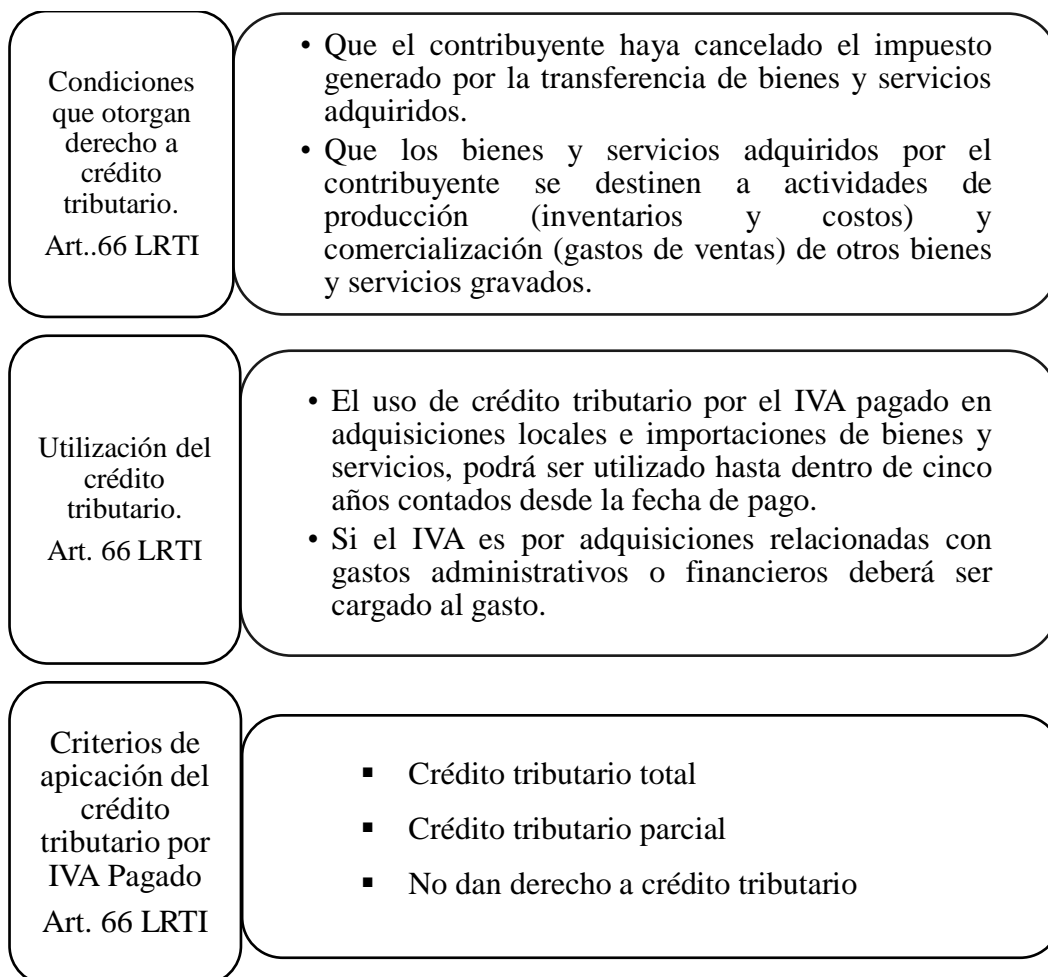 Condiciones
que otorgan
derecho a
crédito
tributario.
Art..66 LRTI
• Que el contribuyente haya cancelado el impuesto
generado por la transferencia de bienes y servicios
adquiridos.
• Que los bienes y servicios adquiridos por el
contribuyente se destinen a actividades de
producción (inventarios y costos) y
comercialización (gastos de ventas) de otros bienes
y servicios gravados.
Utilización del
crédito
tributario.
Art. 66 LRTI
• El uso de crédito tributario por el IVA pagado en
adquisiciones locales e importaciones de bienes y
servicios, podrá ser utilizado hasta dentro de cinco
años contados desde la fecha de pago.
• Si el IVA es por adquisiciones relacionadas con
gastos administrativos o financieros deberá ser
cargado al gasto.
Criterios de
apicación del
crédito
tributario por
IVA Pagado
Art. 66 LRTI
▪ Crédito tributario total
▪ Crédito tributario parcial
▪ No dan derecho a crédito tributario